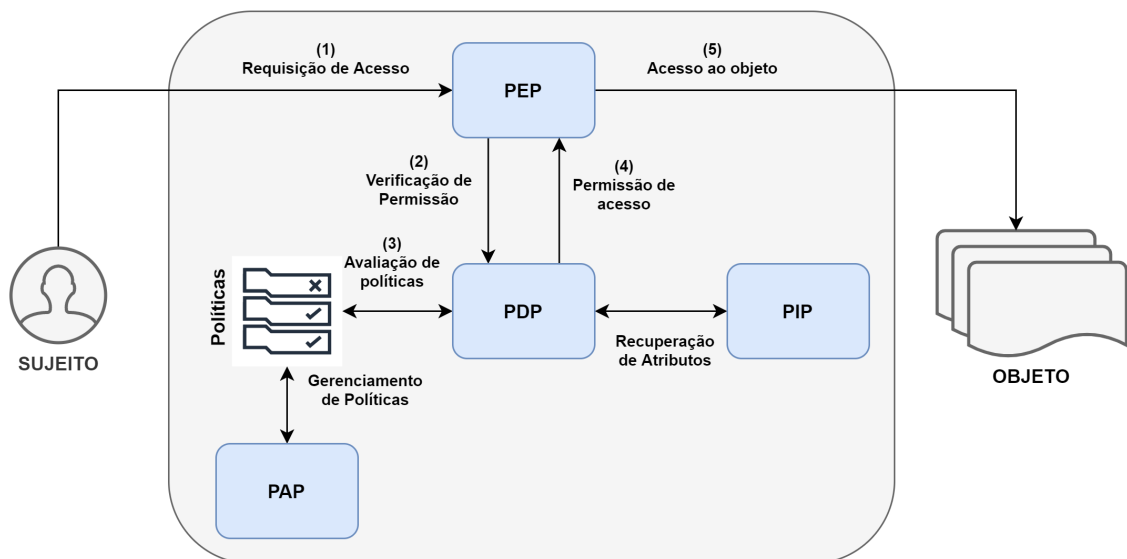 (1)
Requisição de Acesso
PEP
(5)
Acesso ao objeto
(2)
Verificação de
Permissão
(4)
Permissão de
acesso
(3)
Avaliação de
políticas
Políticas
PDP
PIP
Recuperação
de Atributos
SUJEITO
OBJETO
Gerenciamento
de Políticas
PAP